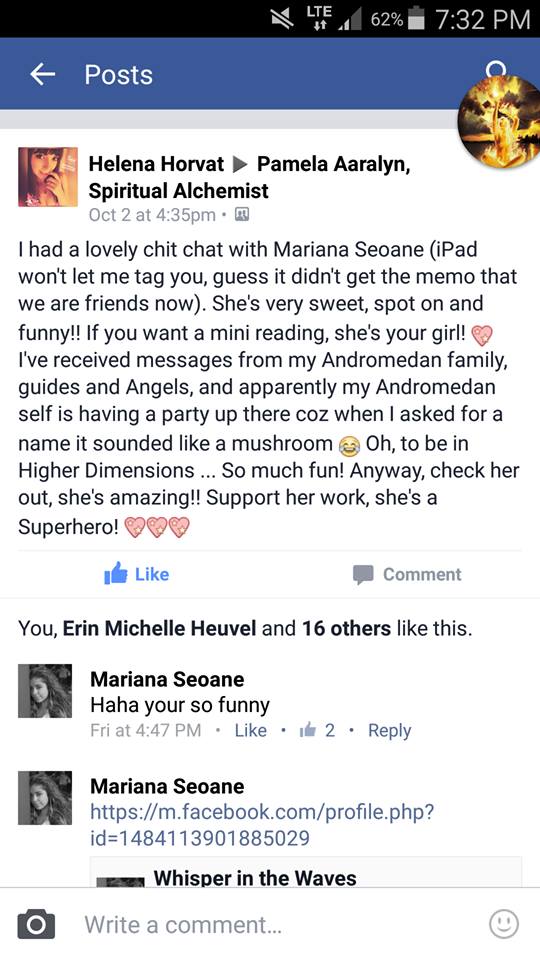 LTE 62% 7:32 PM
Posts
Helena Horvat ▶ Pamela Aaralyn,
Spiritual Alchemist
Oct 2 at 4:35pm •
I had a lovely chit chat with Mariana Seoane (iPad
won't let me tag you, guess it didn't get the memo that
we are friends now). She's very sweet, spot on and
funny!! If you want a mini reading, she's your girl! 💖
I've received messages from my Andromedan family,
guides and Angels, and apparently my Andromedan
self is having a party up there coz when I asked for a
name it sounded like a mushroom 😂 Oh, to be in
Higher Dimensions ... So much fun! Anyway, check her
out, she's amazing!! Support her work, she's a
Superhero! 💖💖💖
Like Comment
You, Erin Michelle Heuvel and 16 others like this.
Mariana Seoane
Haha your so funny
Fri at 4:47 PM • Like • 2 • Reply
Mariana Seoane
https://m.facebook.com/profile.php?
id=1484113901885029
Whisper in the Waves
Write a comment...